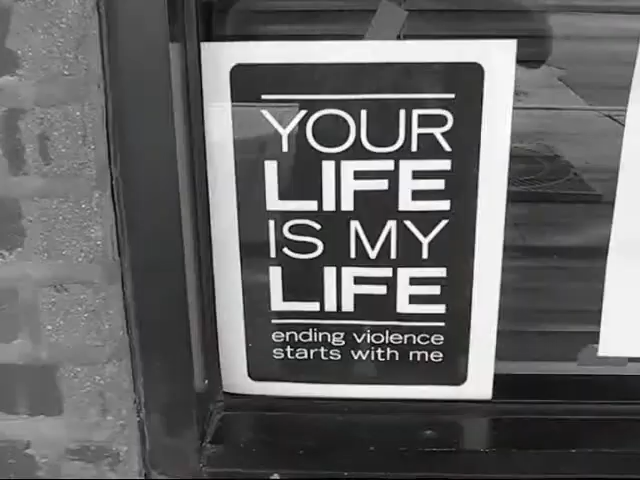 YOUR
LIFE
IS MY
LIFE
ending violence
starts with me